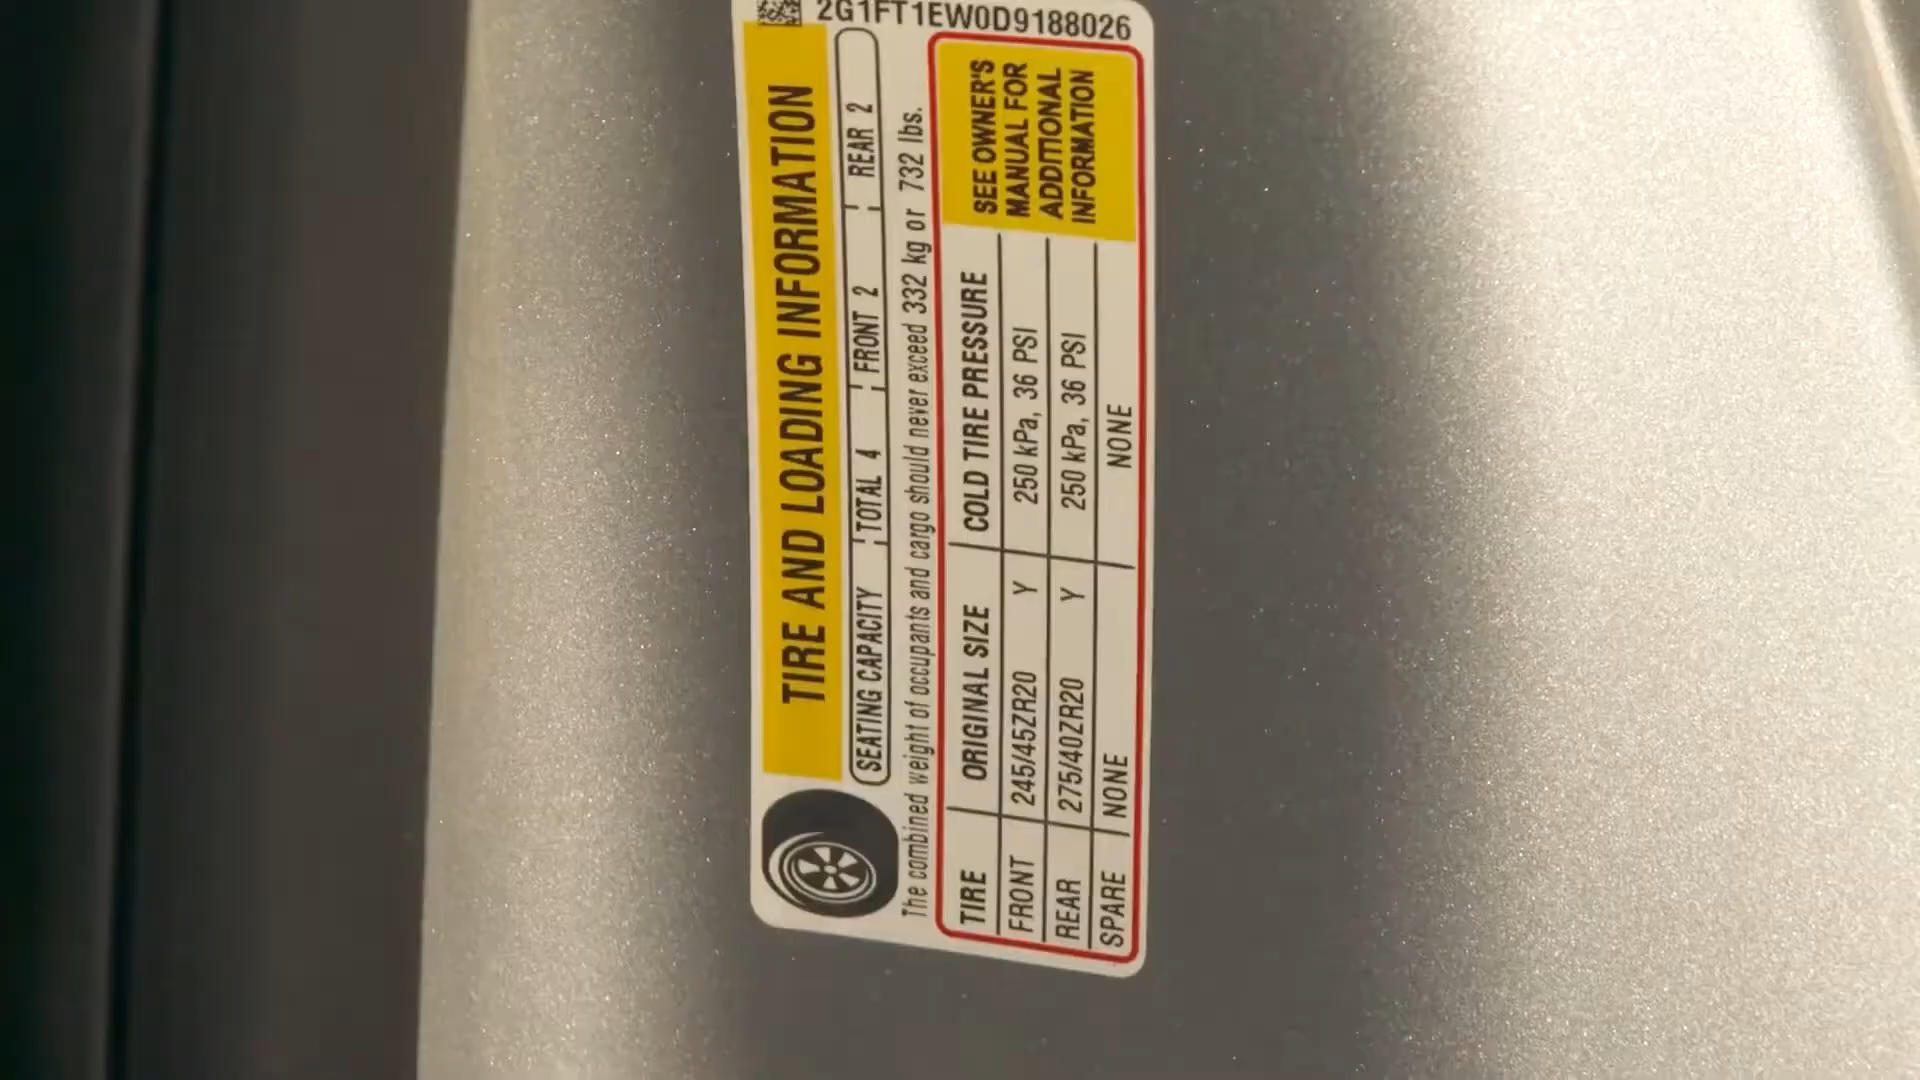 2G1FT1EW0D9188026
TIRE AND LOADING INFORMATION
SEATING CAPACITY TOTAL 4 FRONT 2 REAR 2
The combined weight of occupants and cargo should never exceed 332 kg or 732 lbs.
TIRE ORIGINAL SIZE COLD TIRE PRESSURE
FRONT 245/45ZR20 Y 250 kPa, 36 PSI
REAR 275/40ZR20 Y 250 kPa, 36 PSI
SPARE NONE NONE
SEE OWNER'S
MANUAL FOR
ADDITIONAL
INFORMATION